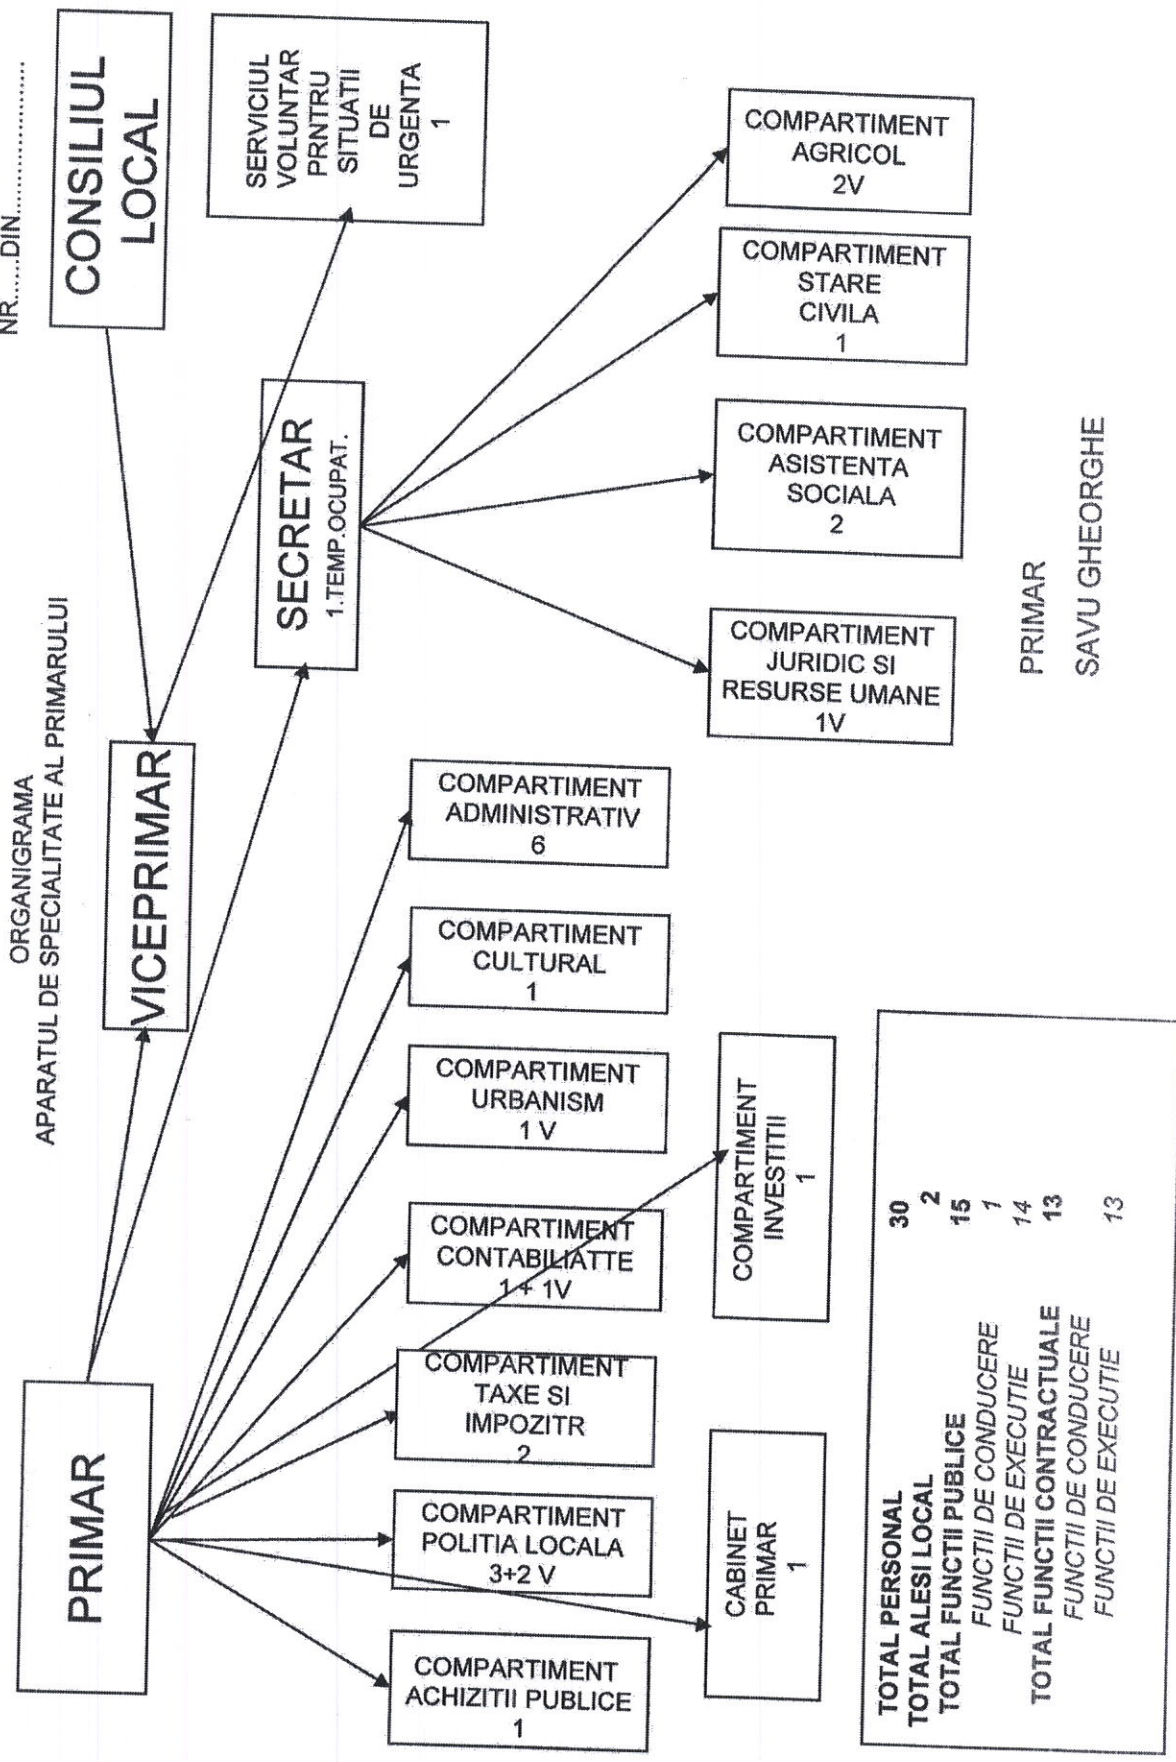 NR......DIN....................
ORGANIGRAMA
APARATUL DE SPECIALITATE AL PRIMARULUI
CONSILIUL
LOCAL
PRIMAR
VICEPRIMAR
SERVICIUL
VOLUNTAR
PRNTRU
SITUATII
DE
URGENTA
1
SECRETAR
1.TEMP.OCUPAT.
COMPARTIMENT
ACHIZITII PUBLICE
1
COMPARTIMENT
POLITIA LOCALA
3+2 V
COMPARTIMENT
TAXE SI
IMPOZITR
2
COMPARTIMENT
CONTABILIATTE
1 + 1V
COMPARTIMENT
URBANISM
1 V
COMPARTIMENT
CULTURAL
1
COMPARTIMENT
ADMINISTRATIV
6
COMPARTIMENT
JURIDIC SI
RESURSE UMANE
1V
COMPARTIMENT
ASISTENTA
SOCIALA
2
COMPARTIMENT
STARE
CIVILA
1
COMPARTIMENT
AGRICOL
2V
CABINET
PRIMAR
1
COMPARTIMENT
INVESTITII
1
TOTAL PERSONAL 30
TOTAL ALESI LOCAL 2
TOTAL FUNCTII PUBLICE 15
FUNCTII DE CONDUCERE 1
FUNCTII DE EXECUTIE 14
TOTAL FUNCTII CONTRACTUALE 13
FUNCTII DE CONDUCERE
FUNCTII DE EXECUTIE 13
PRIMAR
SAVU GHEORGHE